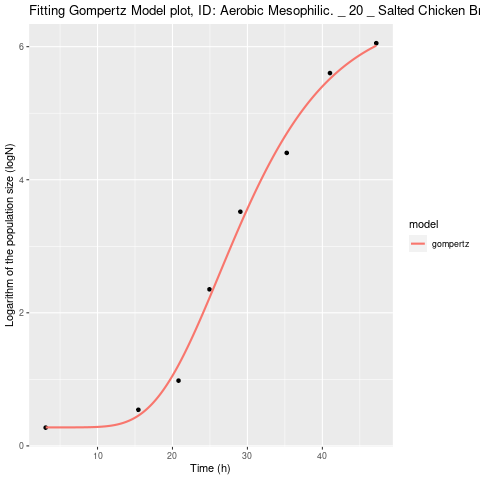 Fitting Gompertz Model plot, ID: Aerobic Mesophilic. _ 20 _ Salted Chicken Br
Logarithm of the population size (logN)
6
4
2
0
10 20 30 40
Time (h)
model
gompertz